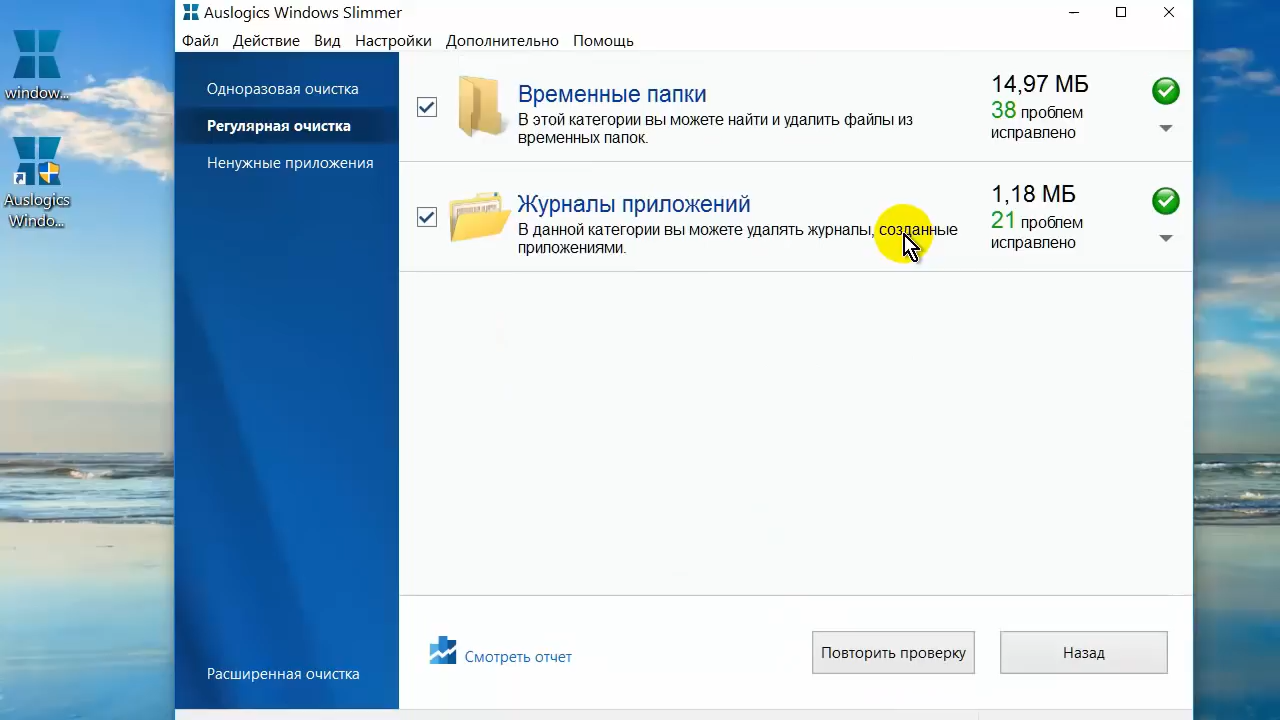 Auslogics Windows Slimmer
Файл Действие Вид Настройки Дополнительно Помощь
window...
Auslogics
Windo...
Одноразовая очистка
Регулярная очистка
Ненужные приложения
Расширенная очистка
Временные папки
В этой категории вы можете найти и удалить файлы из
временных папок.
14,97 МБ
38 проблем
исправлено
Журналы приложений
В данной категории вы можете удалять журналы, созданные
приложениями.
1,18 МБ
21 проблем
исправлено
Смотреть отчет
Повторить проверку
Назад